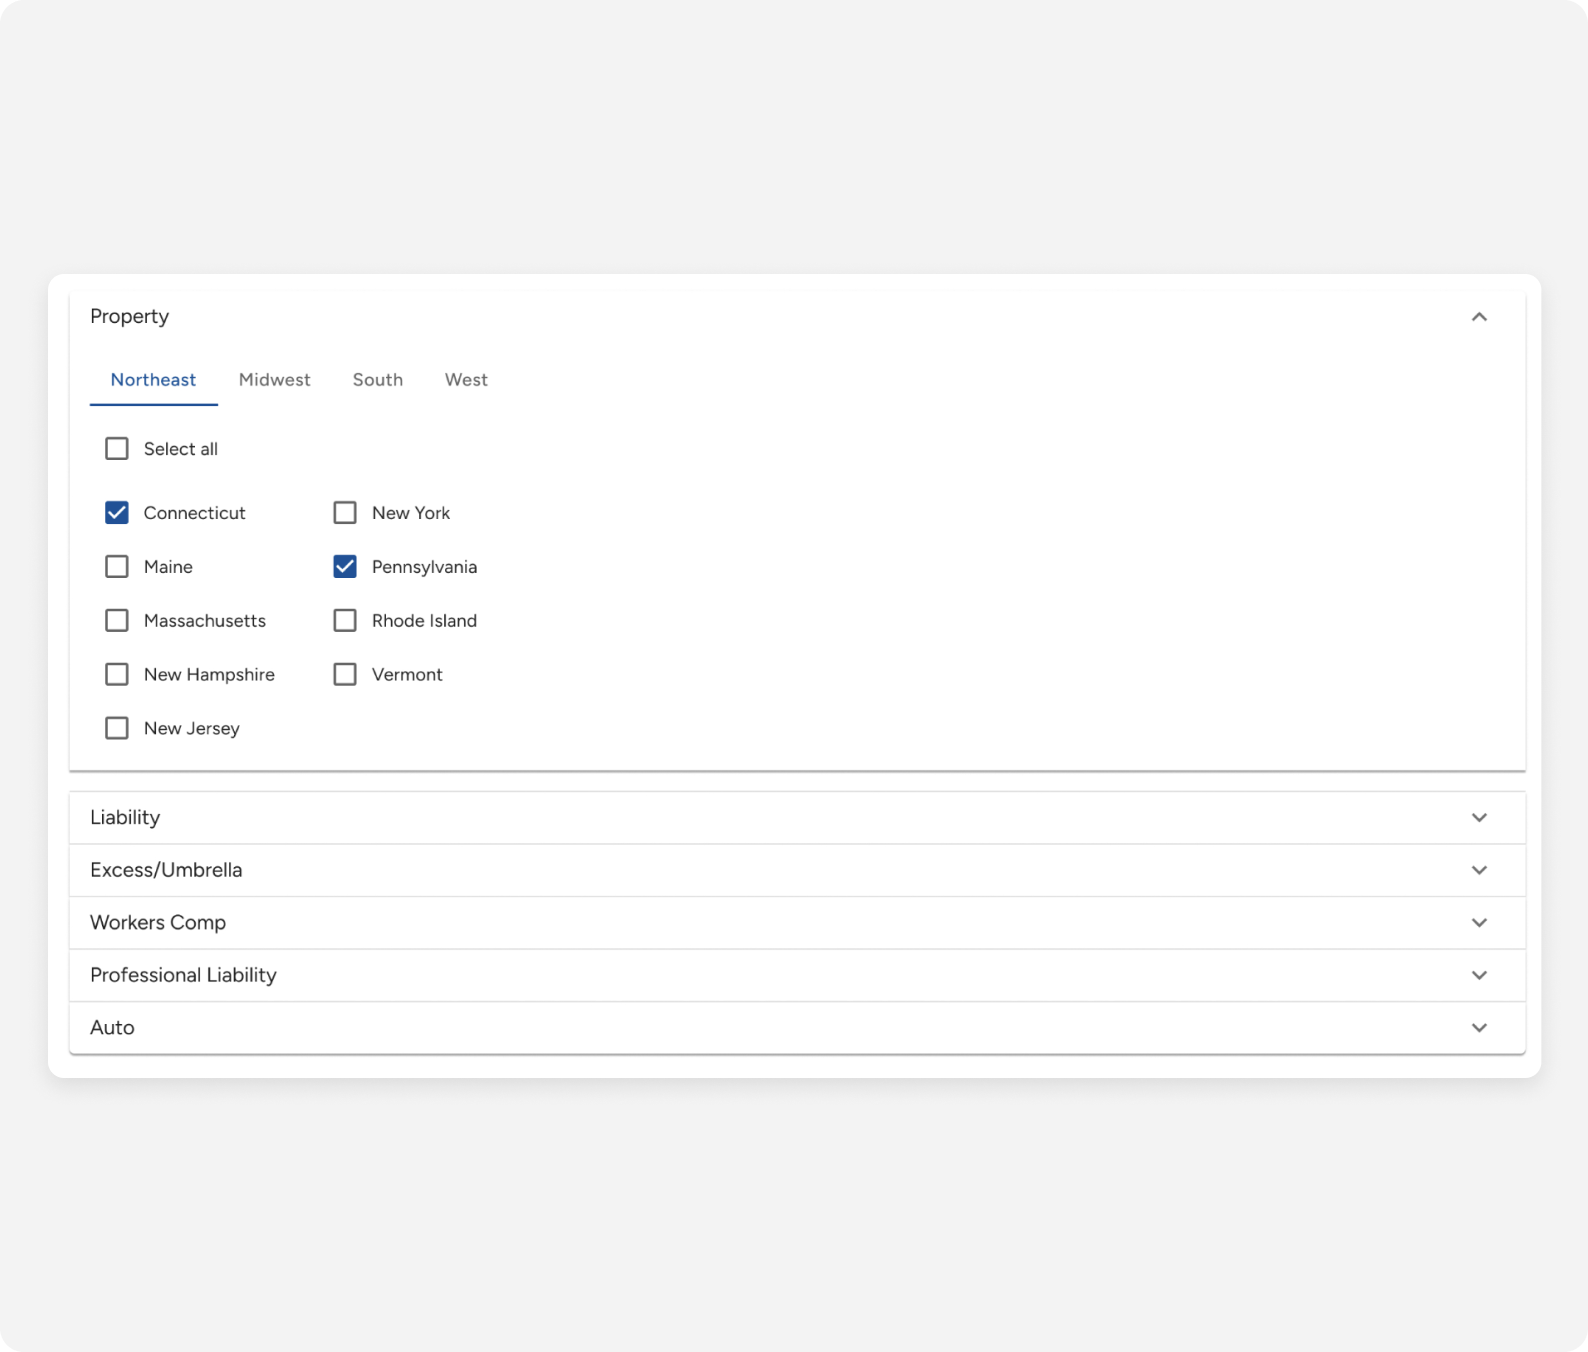 Property
Northeast Midwest South West
Select all
Connecticut New York
Maine Pennsylvania
Massachusetts Rhode Island
New Hampshire Vermont
New Jersey
Liability
Excess/Umbrella
Workers Comp
Professional Liability
Auto